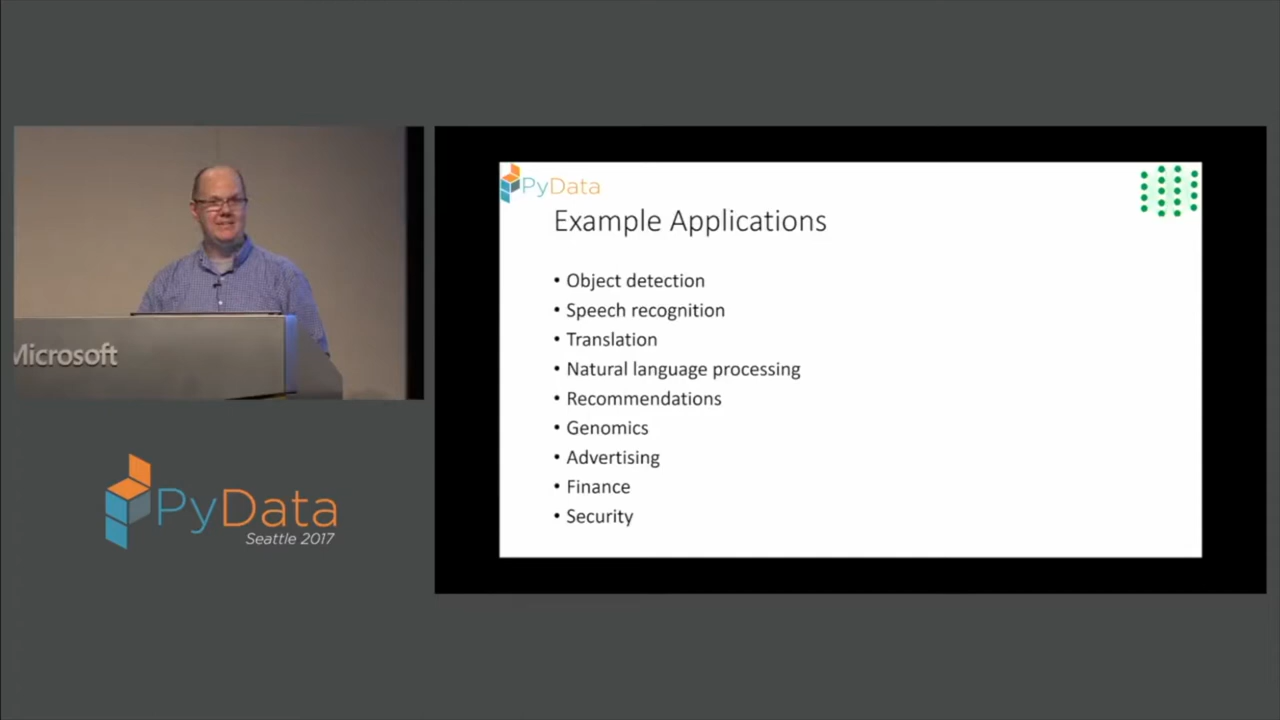 Microsoft
PyData
Seattle 2017
PyData
Example Applications
• Object detection
• Speech recognition
• Translation
• Natural language processing
• Recommendations
• Genomics
• Advertising
• Finance
• Security